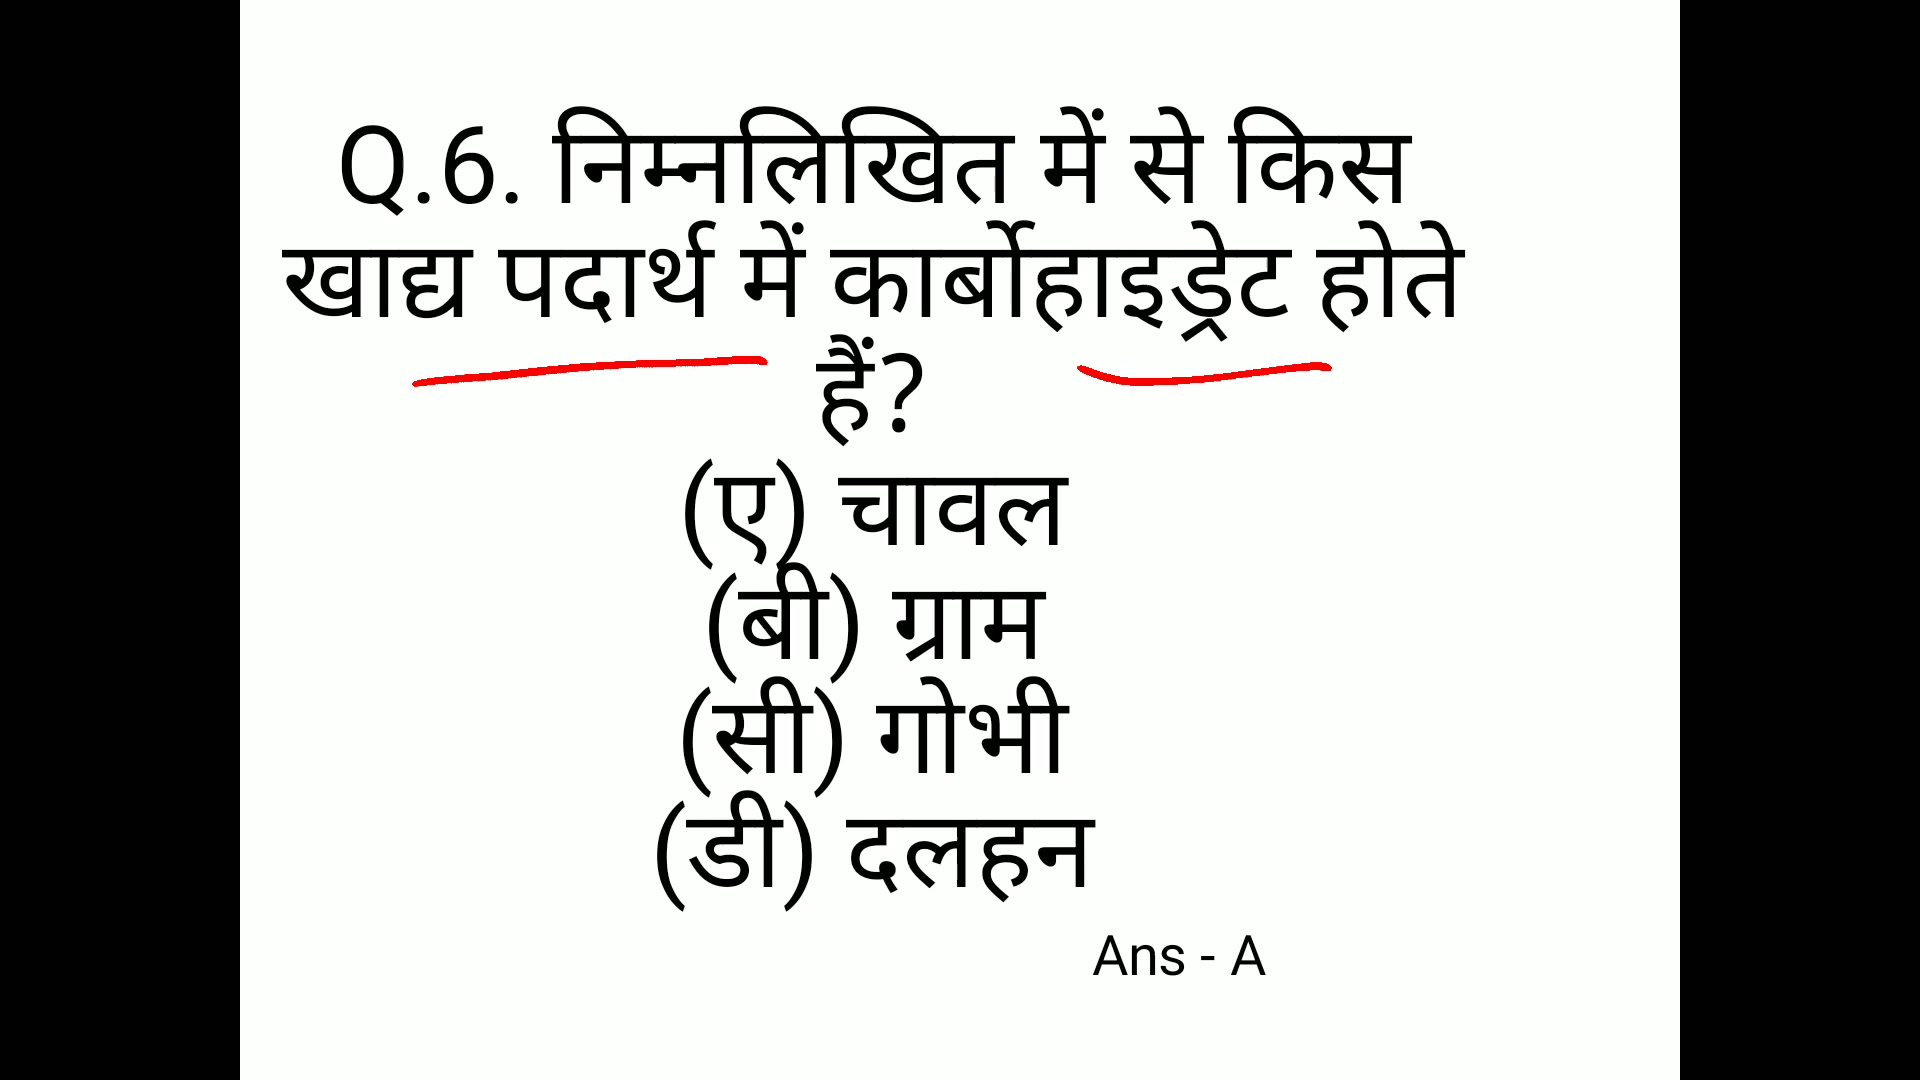 Q.6. निम्नलिखित में से किस
खाद्य पदार्थ में कार्बोहाइड्रेट होते
हैं?
(ए) चावल
(बी) ग्राम
(सी) गोभी
(डी) दलहन
Ans - A